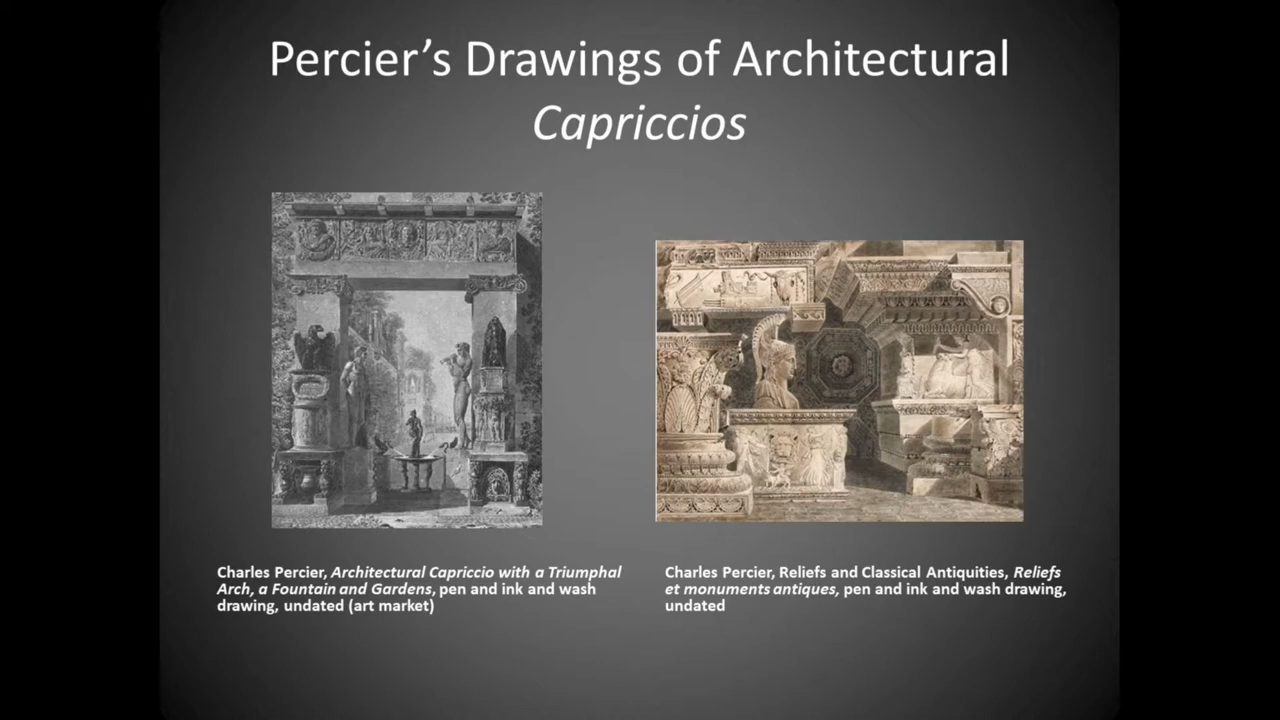 Percier’s Drawings of Architectural
Capriccios
Charles Percier, Architectural Capriccio with a Triumphal
Arch, a Fountain and Gardens, pen and ink and wash
drawing, undated (art market)
Charles Percier, Reliefs and Classical Antiquities, Reliefs
et monuments antiques, pen and ink and wash drawing,
undated